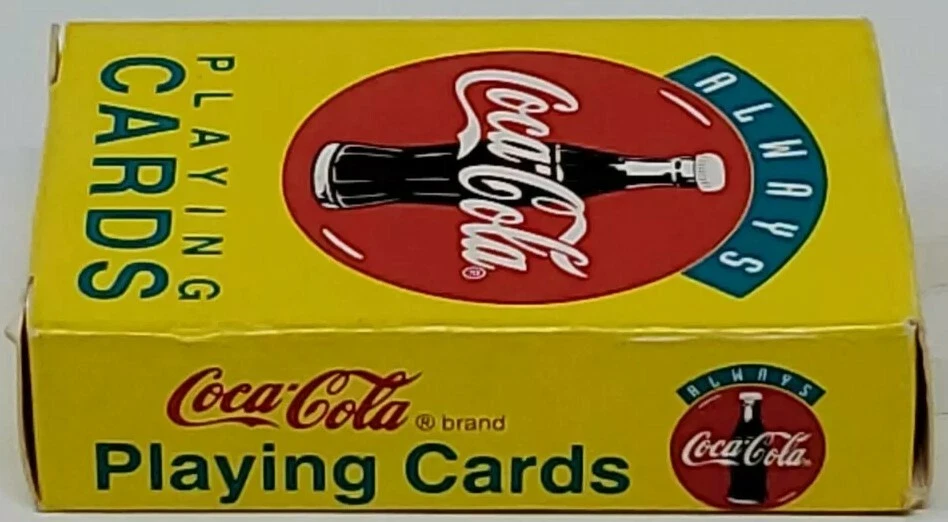 ALWAYS
Coca-Cola®
PLAYING
CARDS
Coca-Cola® brand
Playing Cards
ALWAYS
Coca-Cola